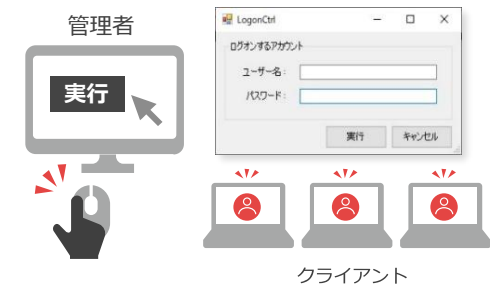 管理者
実行
LogonCtrl
ログオンするアカウント
ユーザー名:
パスワード:
実行
キャンセル
クライアント